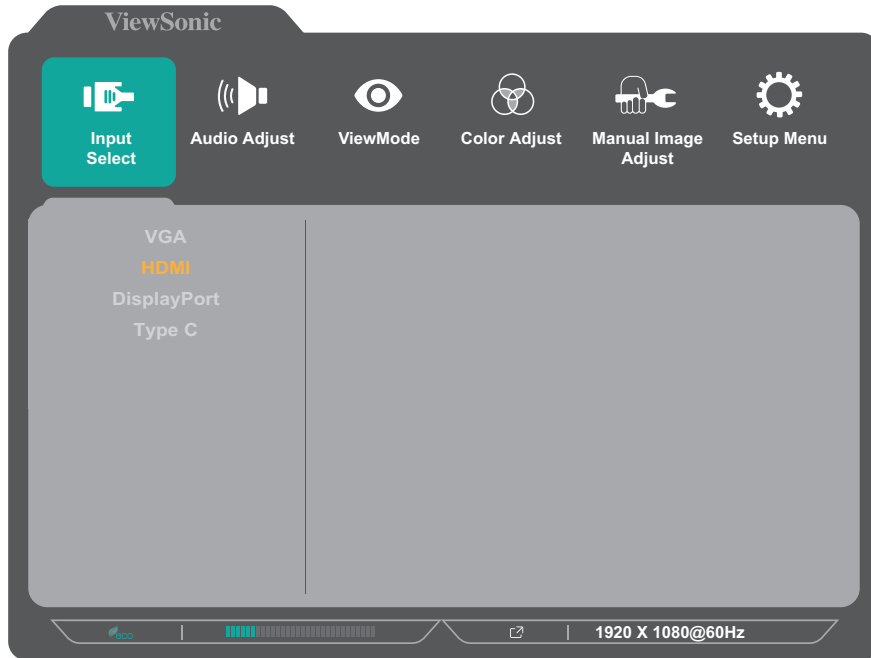 ViewSonic
Input
Select
Audio Adjust
ViewMode
Color Adjust
Manual Image
Adjust
Setup Menu
VGA
HDMI
DisplayPort
Type C
eco
1920 X 1080@60Hz